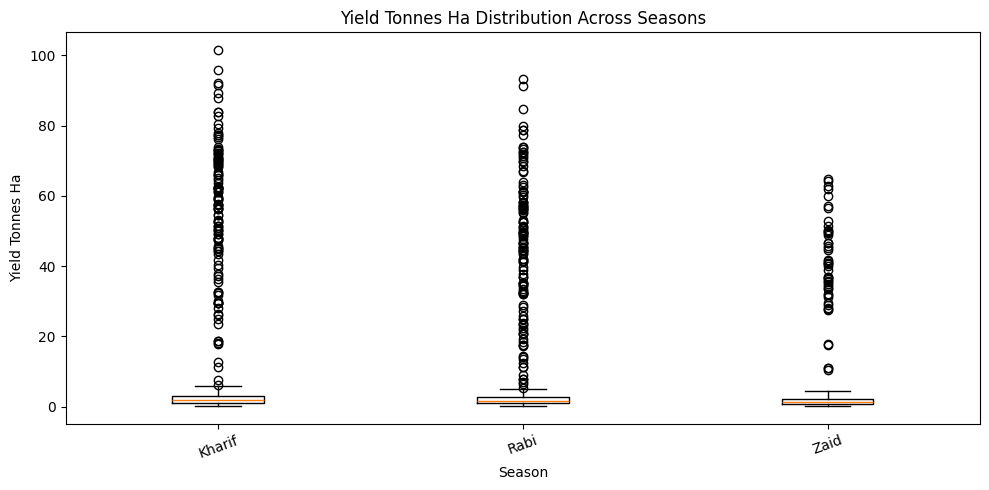 Yield Tonnes Ha Distribution Across Seasons
100
80
60
40
20
0
Yield Tonnes Ha
Kharif
Rabi
Zaid
Season